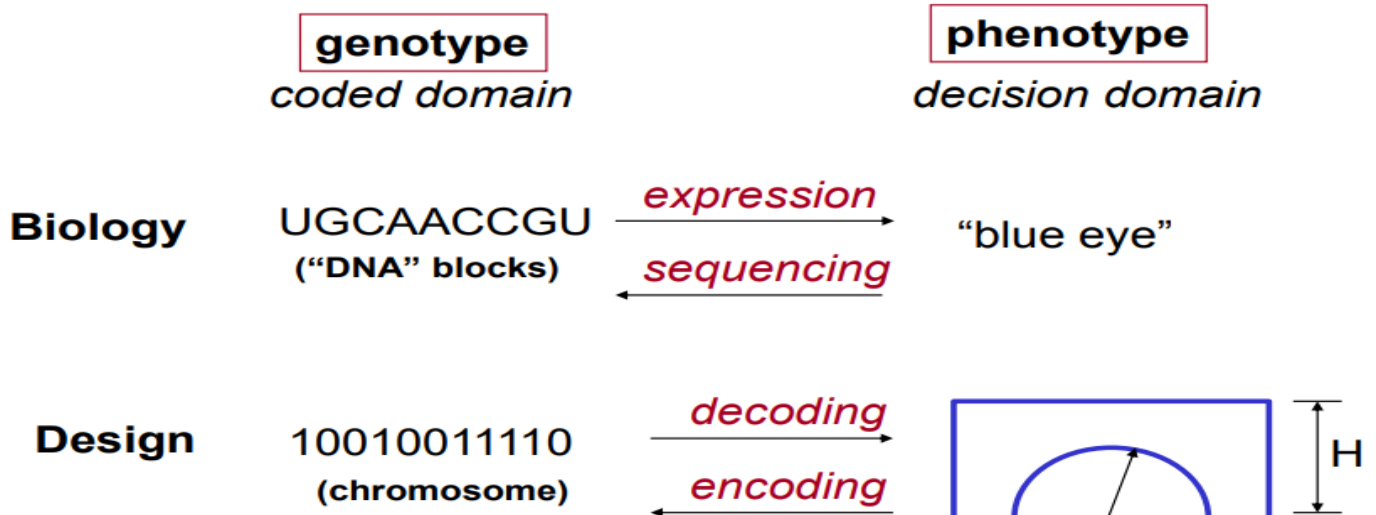 genotype
phenotype
coded domain
decision domain
Biology
UGCAACCGU
expression
“blue eye”
(“DNA” blocks)
sequencing
Design
10010011110
decoding
H
(chromosome)
encoding